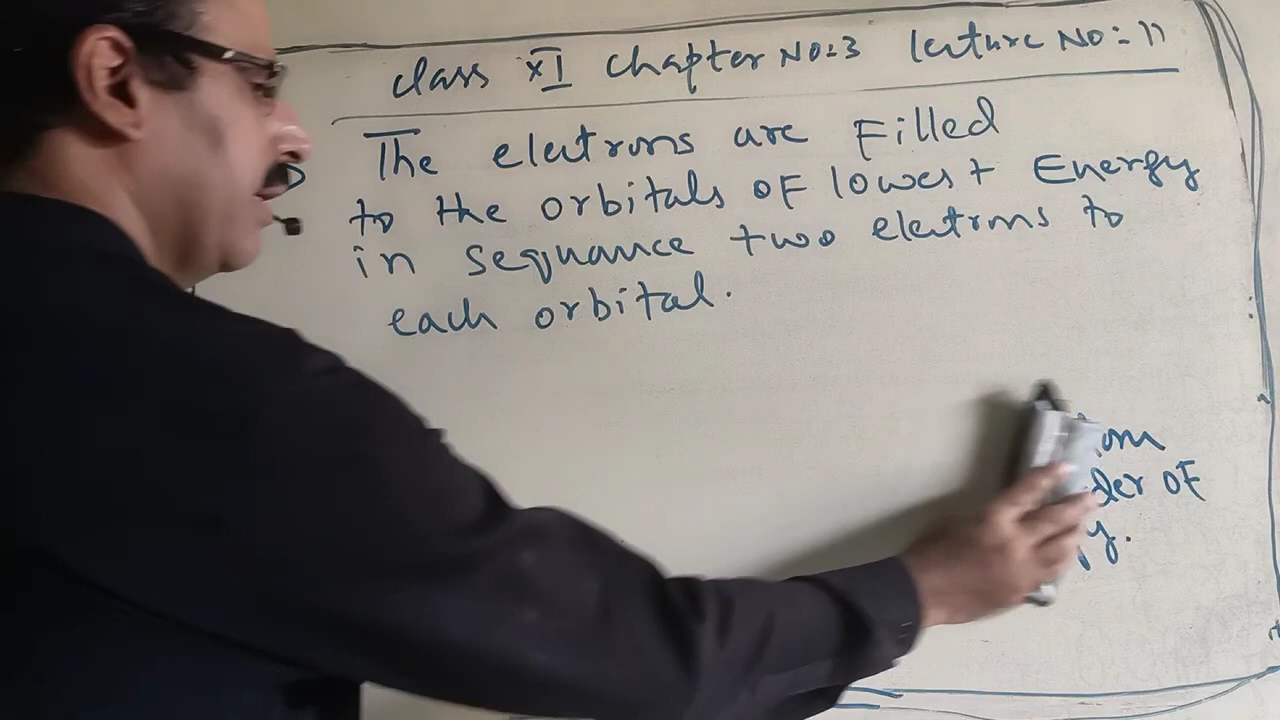 class XI chapter NO:3 lecture NO:11
The electrons are Filled
to the orbitals OF lowest Energy
in sequance two electrons to
each orbital.
OF